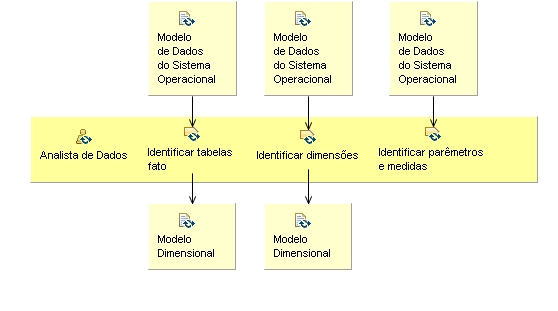 Modelo
de Dados
do Sistema
Operacional
Modelo
de Dados
do Sistema
Operacional
Modelo
de Dados
do Sistema
Operacional
Analista de Dados
Identificar tabelas
fato
Identificar dimensões
Identificar parêmetros
e medidas
Modelo
Dimensional
Modelo
Dimensional